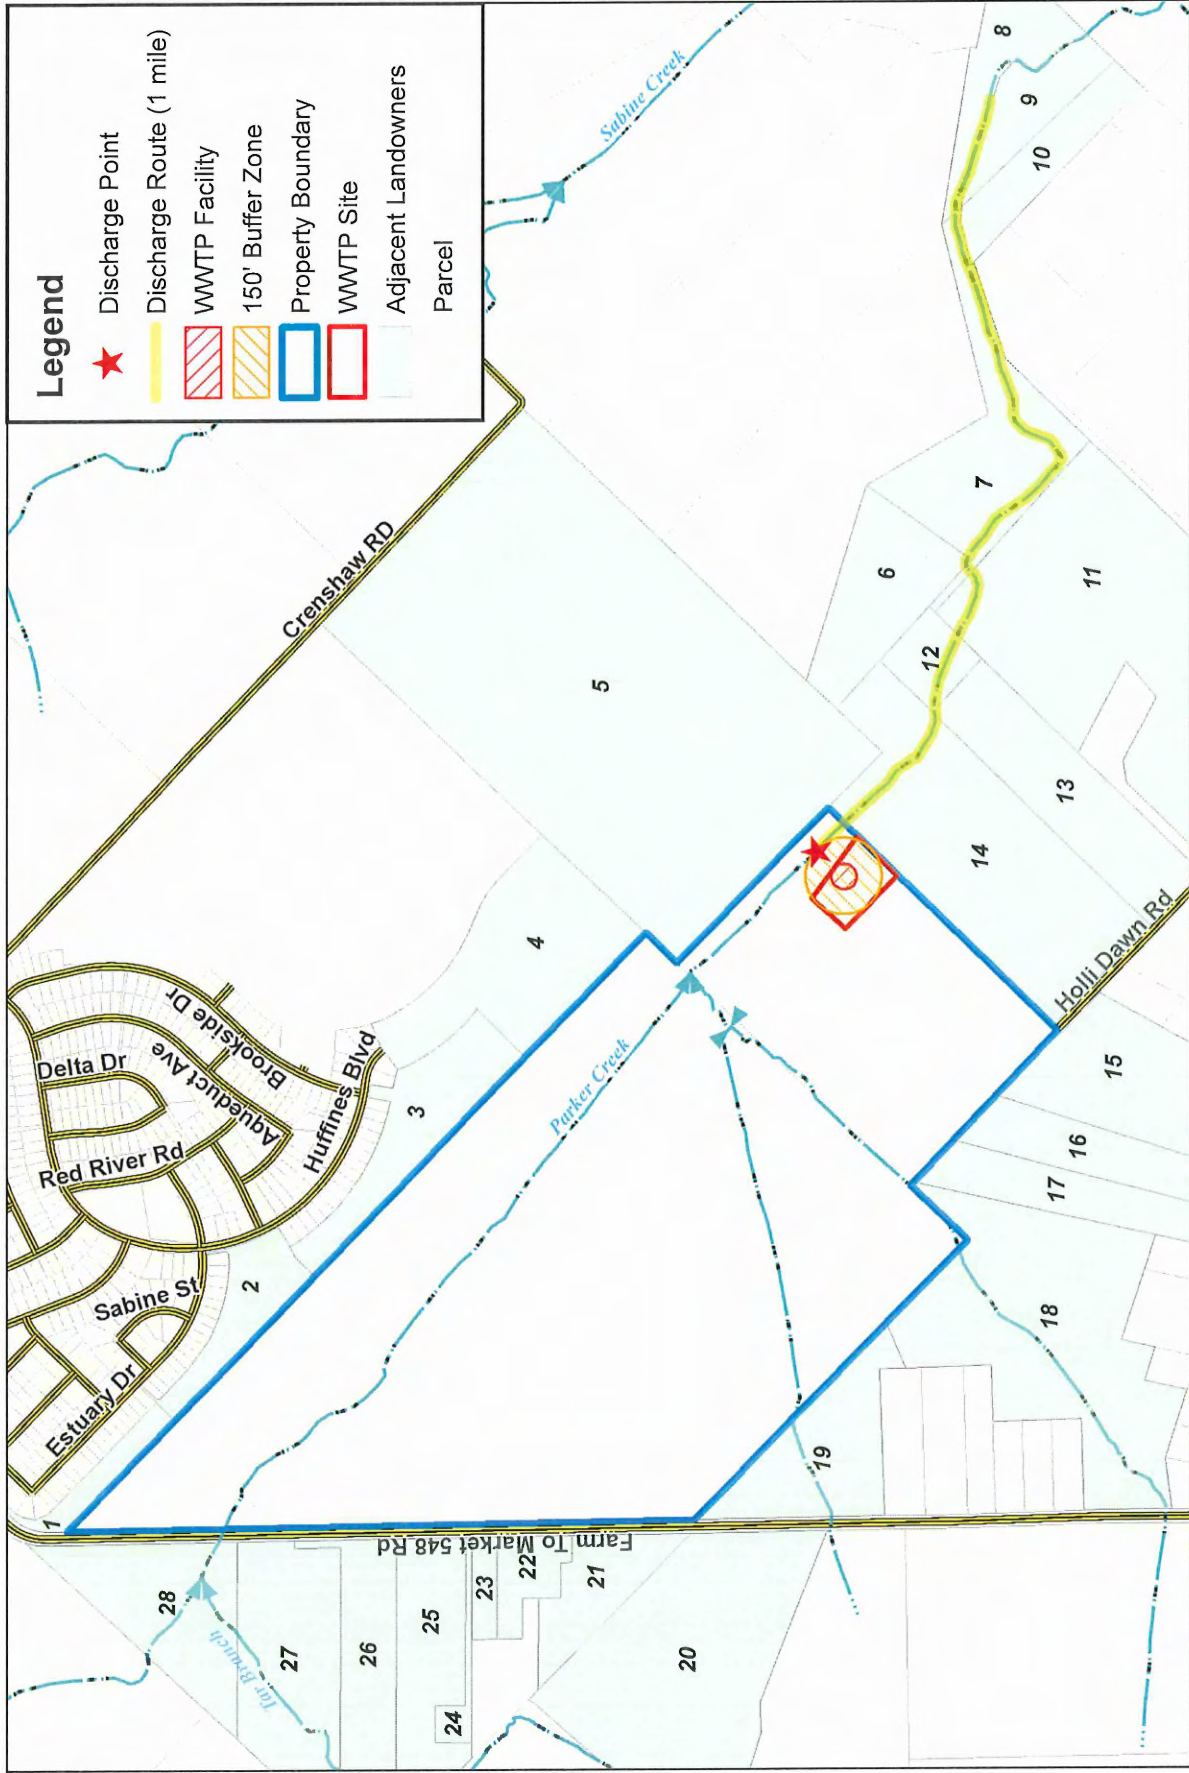 Legend
Discharge Point
Discharge Route (1 mile)
WWTP Facility
150' Buffer Zone
Property Boundary
WWTP Site
Adjacent Landowners
Parcel
Sabine Creek
Crenshaw RD
Delta Dr
Brookside Dr
Aqueduct Ave
Red River Rd
Huffines Blvd
Sabine St
Estuary Dr
Parker Creek
Holli Dawn Rd
Farm To Market 548 Rd
Tar Branch
1
2
3
4
5
6
7
8
9
10
11
12
13
14
15
16
17
18
19
20
21
22
23
24
25
26
27
28